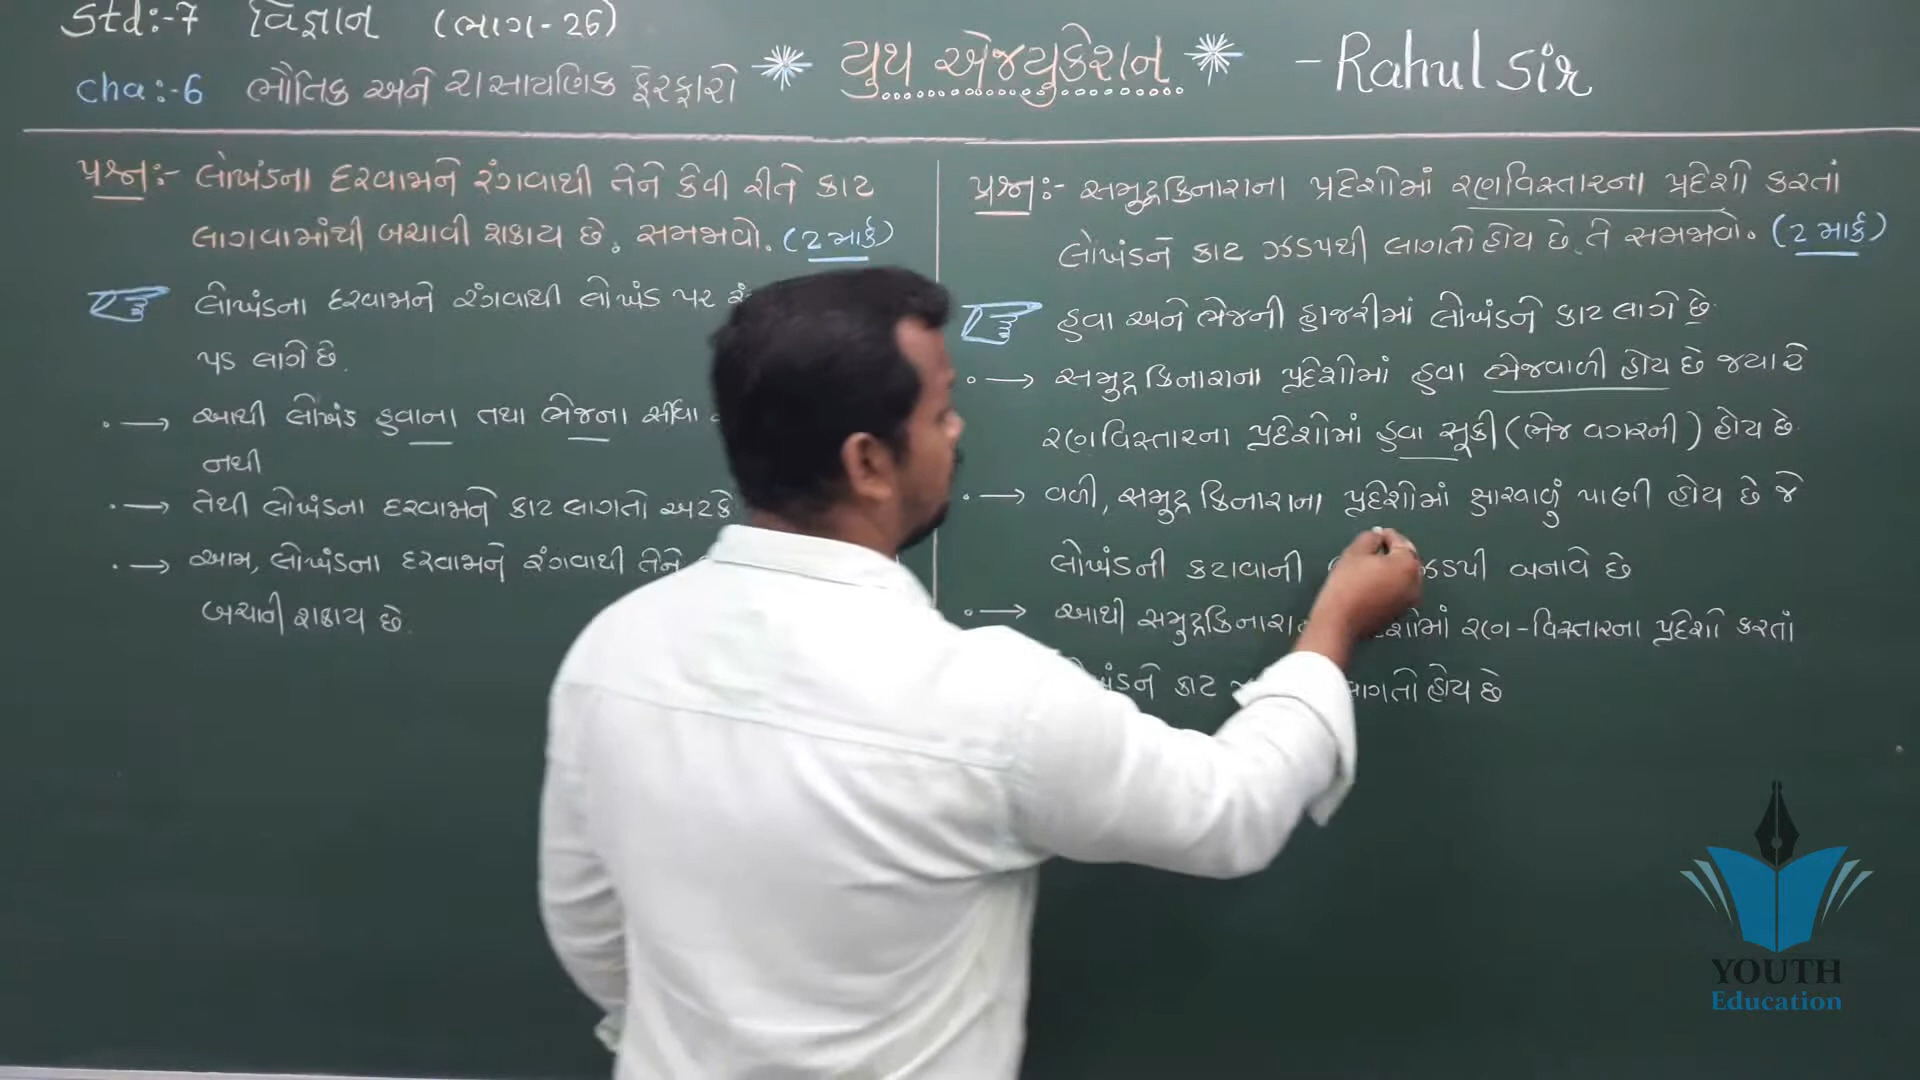 Std:-7 વિજ્ઞાન (ભાગ-26)
cha:-6 ભૌતિક અને રાસાયણિક ફેરફારો
યુથ એજ્યુકેશન
-Rahul Sir
પ્રશ્ન:- લોખંડના દરવાજાને રંગવાથી તેને કેવી રીતે કાટ
લાગવામાંથી બચાવી શકાય છે. સમજાવો. (2 માર્ક)
લોખંડના દરવાજાને રંગવાથી લોખંડ પર
પડ લાગે છે.
આથી લોખંડ હવાના તથા ભેજના સીધા
નથી
તેથી લોખંડના દરવાજાને કાટ લાગતો અટકે
આમ, લોખંડના દરવાજાને રંગવાથી તેને
બચાવી શકાય છે.
પ્રશ્ન:- સમુદ્રકિનારાના પ્રદેશોમાં રણવિસ્તારના પ્રદેશો કરતાં
લોખંડને કાટ ઝડપથી લાગતો હોય છે. તે સમજાવો. (2 માર્ક)
હવા અને ભેજની હાજરીમાં લોખંડને કાટ લાગે છે.
સમુદ્ર કિનારાના પ્રદેશોમાં હવા ભેજવાળી હોય છે જયારે
રણવિસ્તારના પ્રદેશોમાં હવા સૂકી (ભેજ વગરની) હોય છે.
વળી, સમુદ્ર કિનારાના પ્રદેશોમાં ક્ષારવાળું પાણી હોય છે જે
લોખંડની કટાવાની ઝડપી બનાવે છે
આથી રણ-વિસ્તારના પ્રદેશો કરતાં
કાટ લાગતો હોય છે
YOUTH
Education